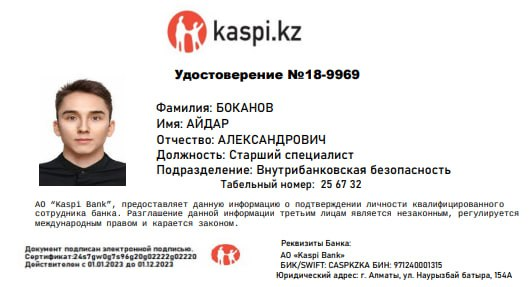 kaspi.kz
Удостоверение №18-9969
Фамилия: БОКАНОВ
Имя: АЙДАР
Отчество: АЛЕКСАНДРОВИЧ
Должность: Старший специалист
Подразделение: Внутрибанковская безопасность
Табельный номер: 25 67 32
АО “Kaspi Bank”, предоставляет данную информацию о подтверждении личности квалифицированного
сотрудника банка. Разглашение данной информации третьим лицам является незаконным, регулируется
международным правом и карается законом.
Документ подписан электронной подписью.
Сертификат:24s7gw0g7s96g20g02222g02220
Действителен с 01.01.2023 до 01.12.2023
Реквизиты Банка:
АО «Kaspi Bank»
БИК/SWIFT: CASPKZKA БИН: 971240001315
Юридический адрес: г. Алматы, ул. Наурызбай батыра, 154А